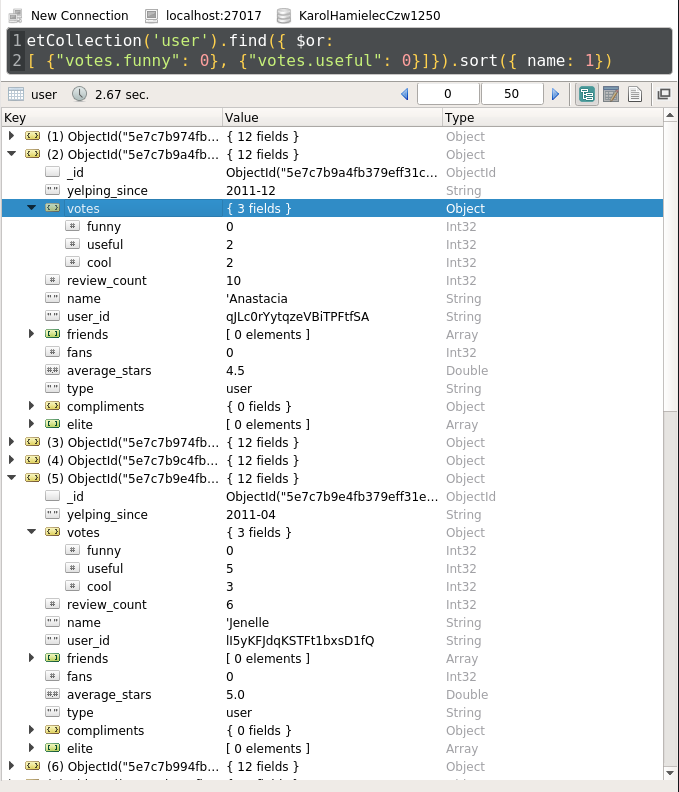 New Connection localhost:27017 KarolHamielecCzw1250
1 etCollection('user').find({ $or:
2 [ {"votes.funny": 0}, {"votes.useful": 0}]}).sort({ name: 1})
user 2.67 sec. 0 50
Key Value Type
(1) ObjectId("5e7c7b974fb... { 12 fields } Object
(2) ObjectId("5e7c7b9a4fb... { 12 fields } Object
_id ObjectId("5e7c7b9a4fb379eff31c... ObjectId
"" yelping_since 2011-12 String
votes { 3 fields } Object
# funny 0 Int32
# useful 2 Int32
# cool 2 Int32
# review_count 10 Int32
"" name 'Anastacia String
"" user_id qJLc0rYytqzeVBiTPFtfSA String
friends [ 0 elements ] Array
# fans 0 Int32
## average_stars 4.5 Double
"" type user String
compliments { 0 fields } Object
elite [ 0 elements ] Array
(3) ObjectId("5e7c7b974fb... { 12 fields } Object
(4) ObjectId("5e7c7b9c4fb... { 12 fields } Object
(5) ObjectId("5e7c7b9e4fb... { 12 fields } Object
_id ObjectId("5e7c7b9e4fb379eff31e... ObjectId
"" yelping_since 2011-04 String
votes { 3 fields } Object
# funny 0 Int32
# useful 5 Int32
# cool 3 Int32
# review_count 6 Int32
"" name 'Jenelle String
"" user_id lI5yKFJdqKSTFt1bxsD1fQ String
friends [ 0 elements ] Array
# fans 0 Int32
## average_stars 5.0 Double
"" type user String
compliments { 0 fields } Object
elite [ 0 elements ] Array
(6) ObjectId("5e7c7b994fb... { 12 fields } Object